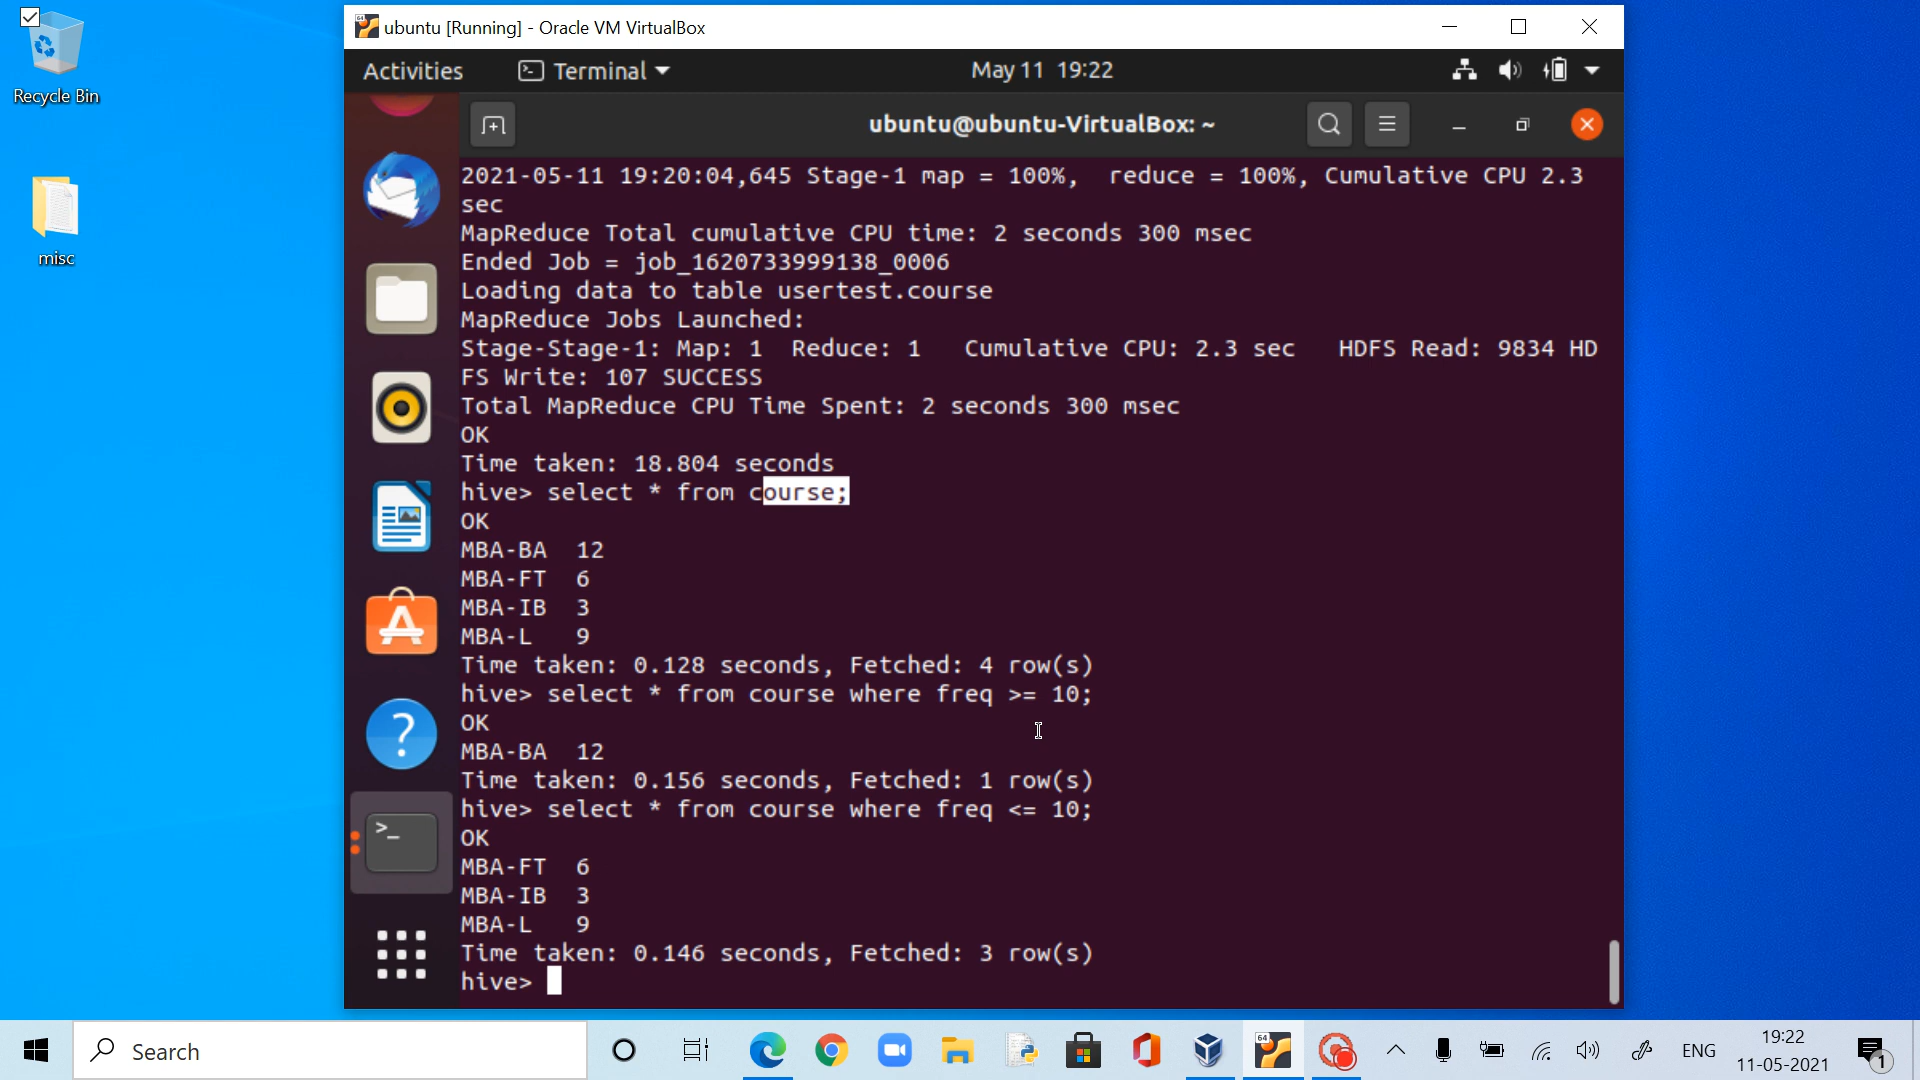 ubuntu [Running] - Oracle VM VirtualBox
Recycle Bin
misc
Activities
Terminal
May 11 19:22
ubuntu@ubuntu-VirtualBox: ~
2021-05-11 19:20:04,645 Stage-1 map = 100%,  reduce = 100%, Cumulative CPU 2.3
sec
MapReduce Total cumulative CPU time: 2 seconds 300 msec
Ended Job = job_1620733999138_0006
Loading data to table usertest.course
MapReduce Jobs Launched:
Stage-Stage-1: Map: 1  Reduce: 1   Cumulative CPU: 2.3 sec   HDFS Read: 9834 HD
FS Write: 107 SUCCESS
Total MapReduce CPU Time Spent: 2 seconds 300 msec
OK
Time taken: 18.804 seconds
hive> select * from course;
OK
MBA-BA  12
MBA-FT  6
MBA-IB  3
MBA-L   9
Time taken: 0.128 seconds, Fetched: 4 row(s)
hive> select * from course where freq >= 10;
OK
MBA-BA  12
Time taken: 0.156 seconds, Fetched: 1 row(s)
hive> select * from course where freq <= 10;
OK
MBA-FT  6
MBA-IB  3
MBA-L   9
Time taken: 0.146 seconds, Fetched: 3 row(s)
hive>
Search
64
ENG
19:22
11-05-2021
1